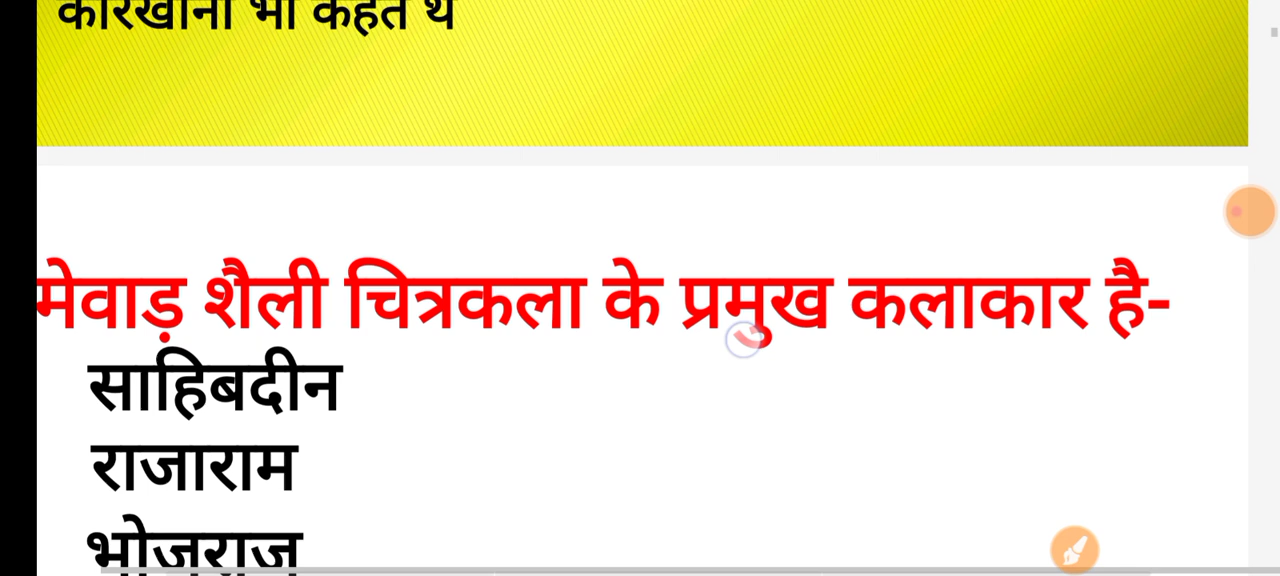 कारखाना भी कहते थे
मेवाड़ शैली चित्रकला के प्रमुख कलाकार है-
साहिबदीन
राजाराम
भोजराज